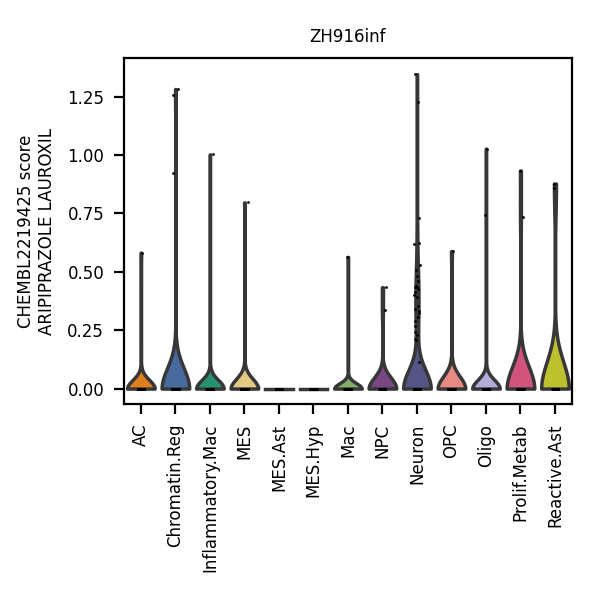 ZH916inf
CHEMBL2219425 score
ARIPIPRAZOLE LAUROXIL
1.25
1.00
0.75
0.50
0.25
0.00
AC
Chromatin.Reg
Inflammatory.Mac
MES
MES.Ast
MES.Hyp
Mac
NPC
Neuron
OPC
Oligo
Prolif.Metab
Reactive.Ast